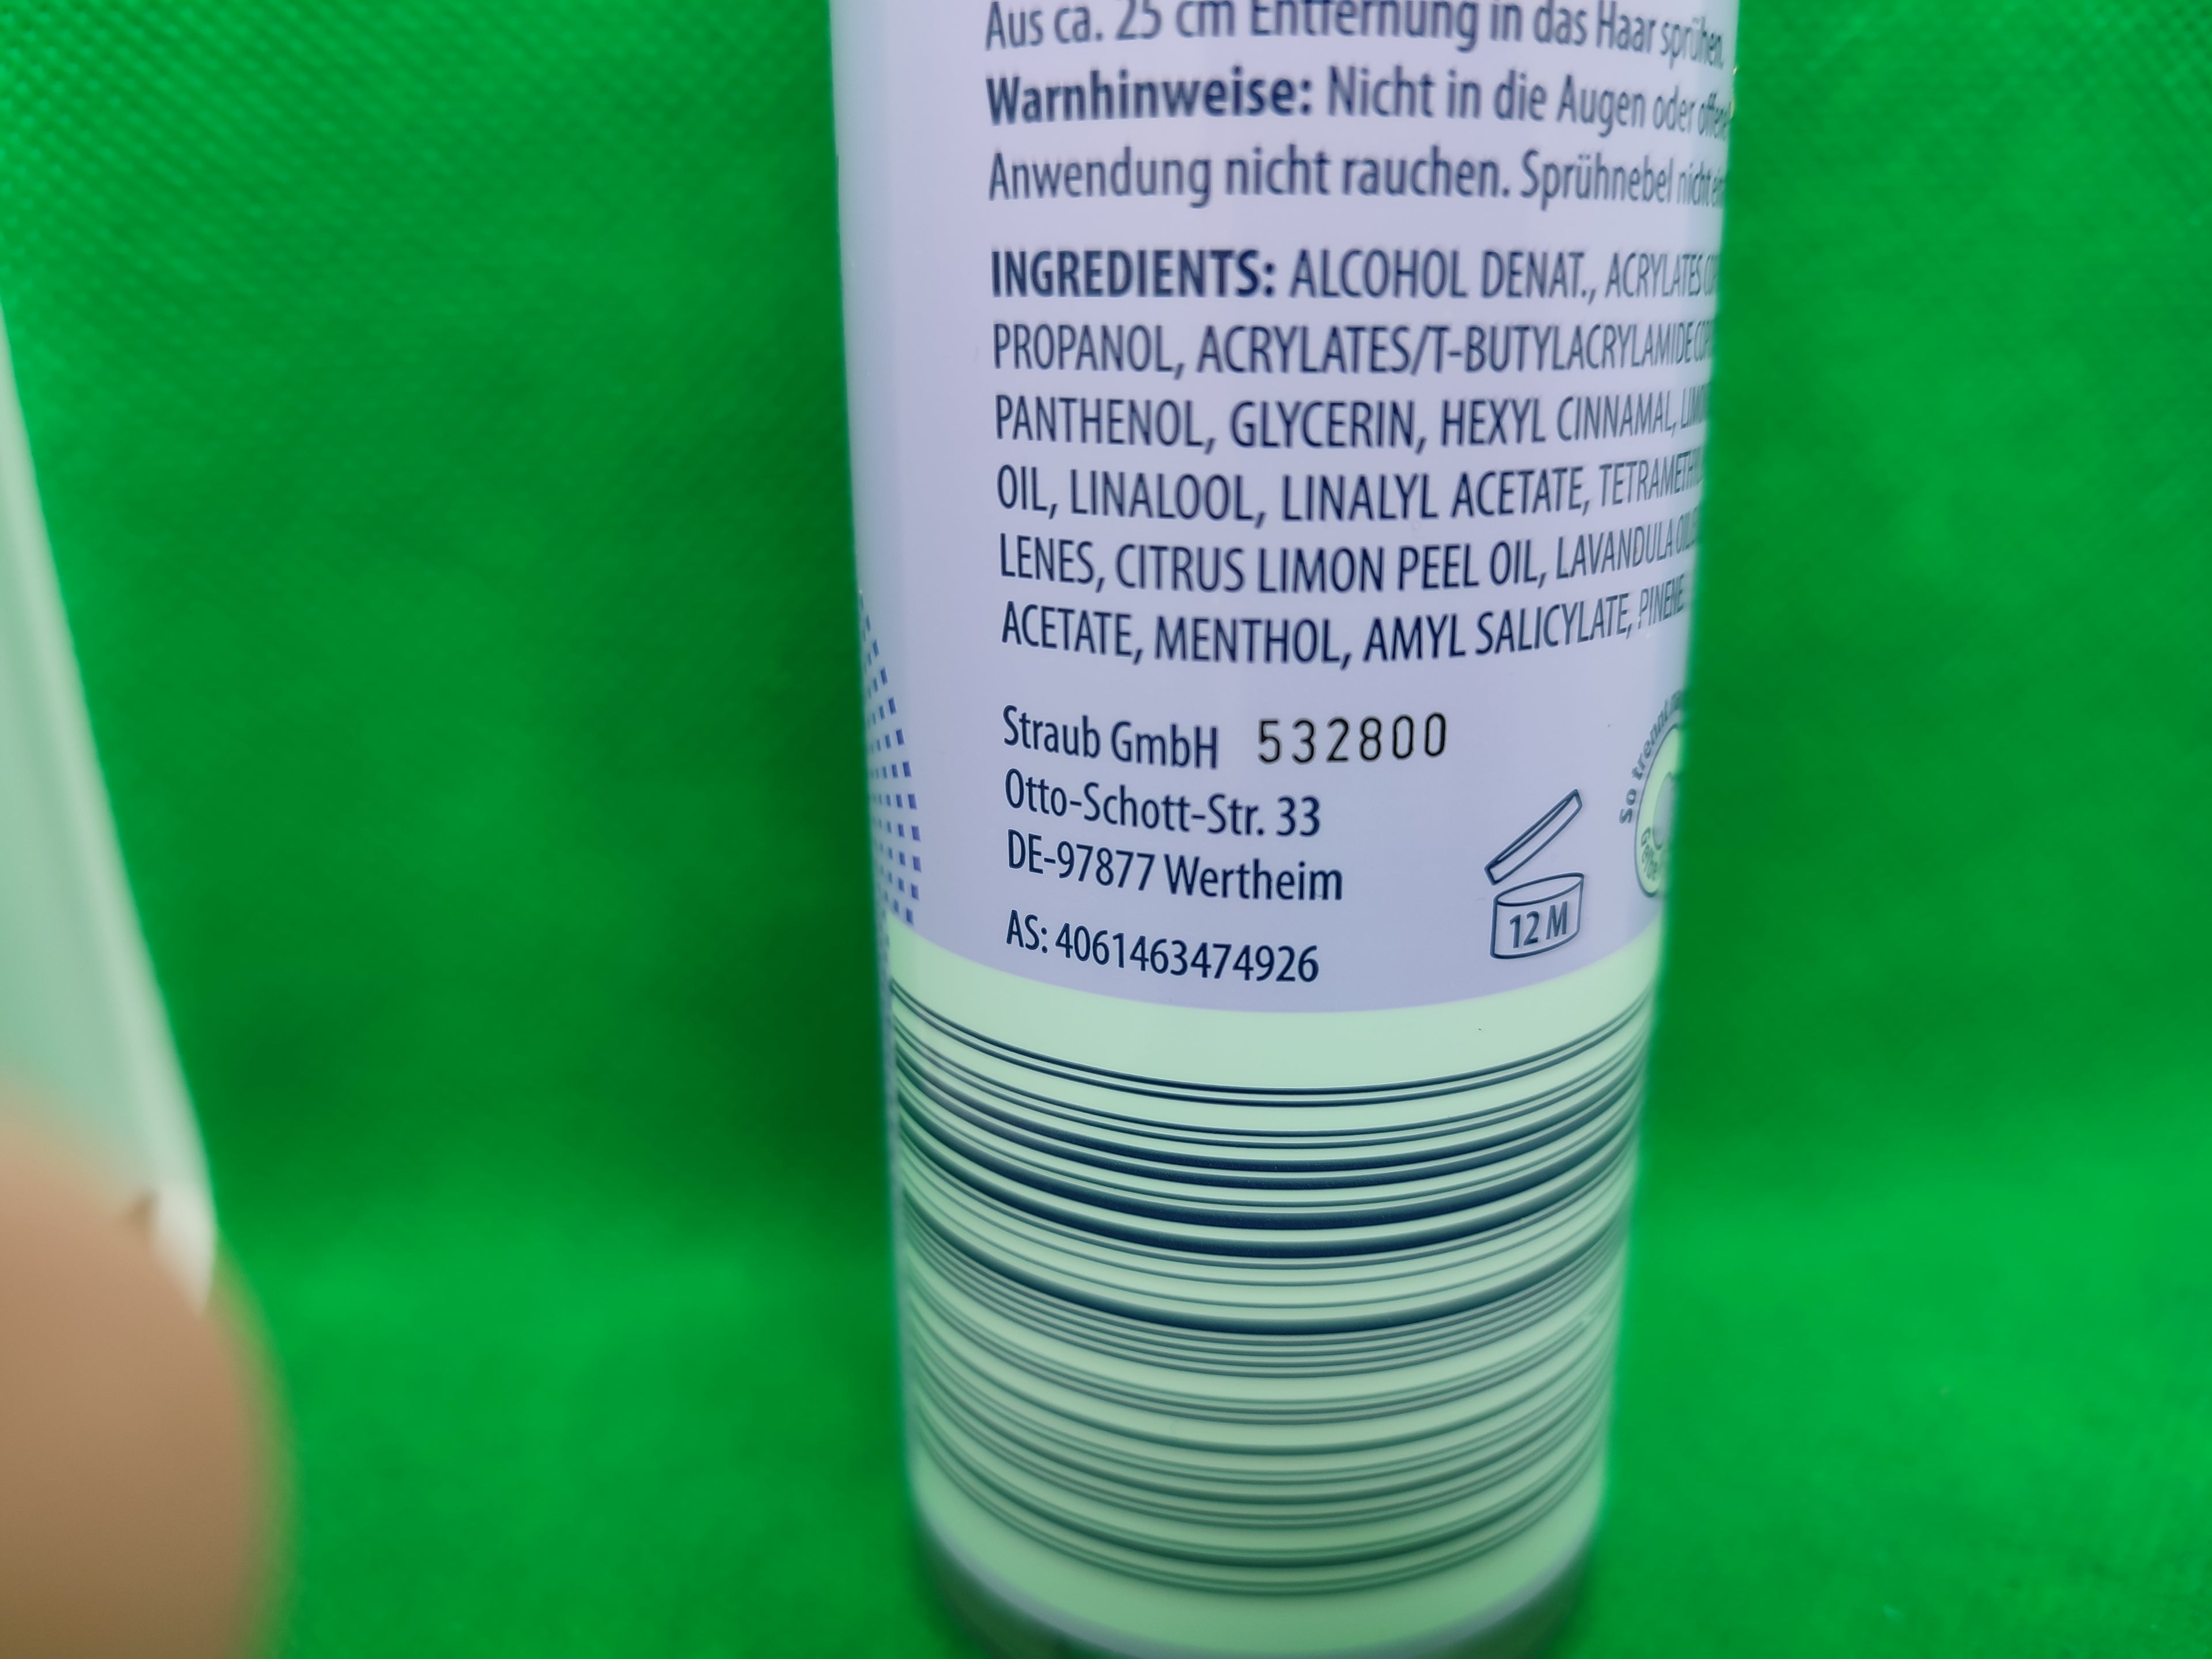 Aus ca. 25 cm Entfernung in das Haar sprühen.
Warnhinweise: Nicht in die Augen oder
Anwendung nicht rauchen. Sprühnebel nicht
INGREDIENTS: ALCOHOL DENAT., ACRYLATES
PROPANOL, ACRYLATES/T-BUTYLACRYLAMIDE
PANTHENOL, GLYCERIN, HEXYL CINNAMAL,
OIL, LINALOOL, LINALYL ACETATE,
LENES, CITRUS LIMON PEEL OIL, LAVANDULA
ACETATE, MENTHOL, AMYL SALICYLATE, PINENE
Straub GmbH 532800
Otto-Schott-Str. 33
DE-97877 Wertheim
AS: 4061463474926
12 M
So